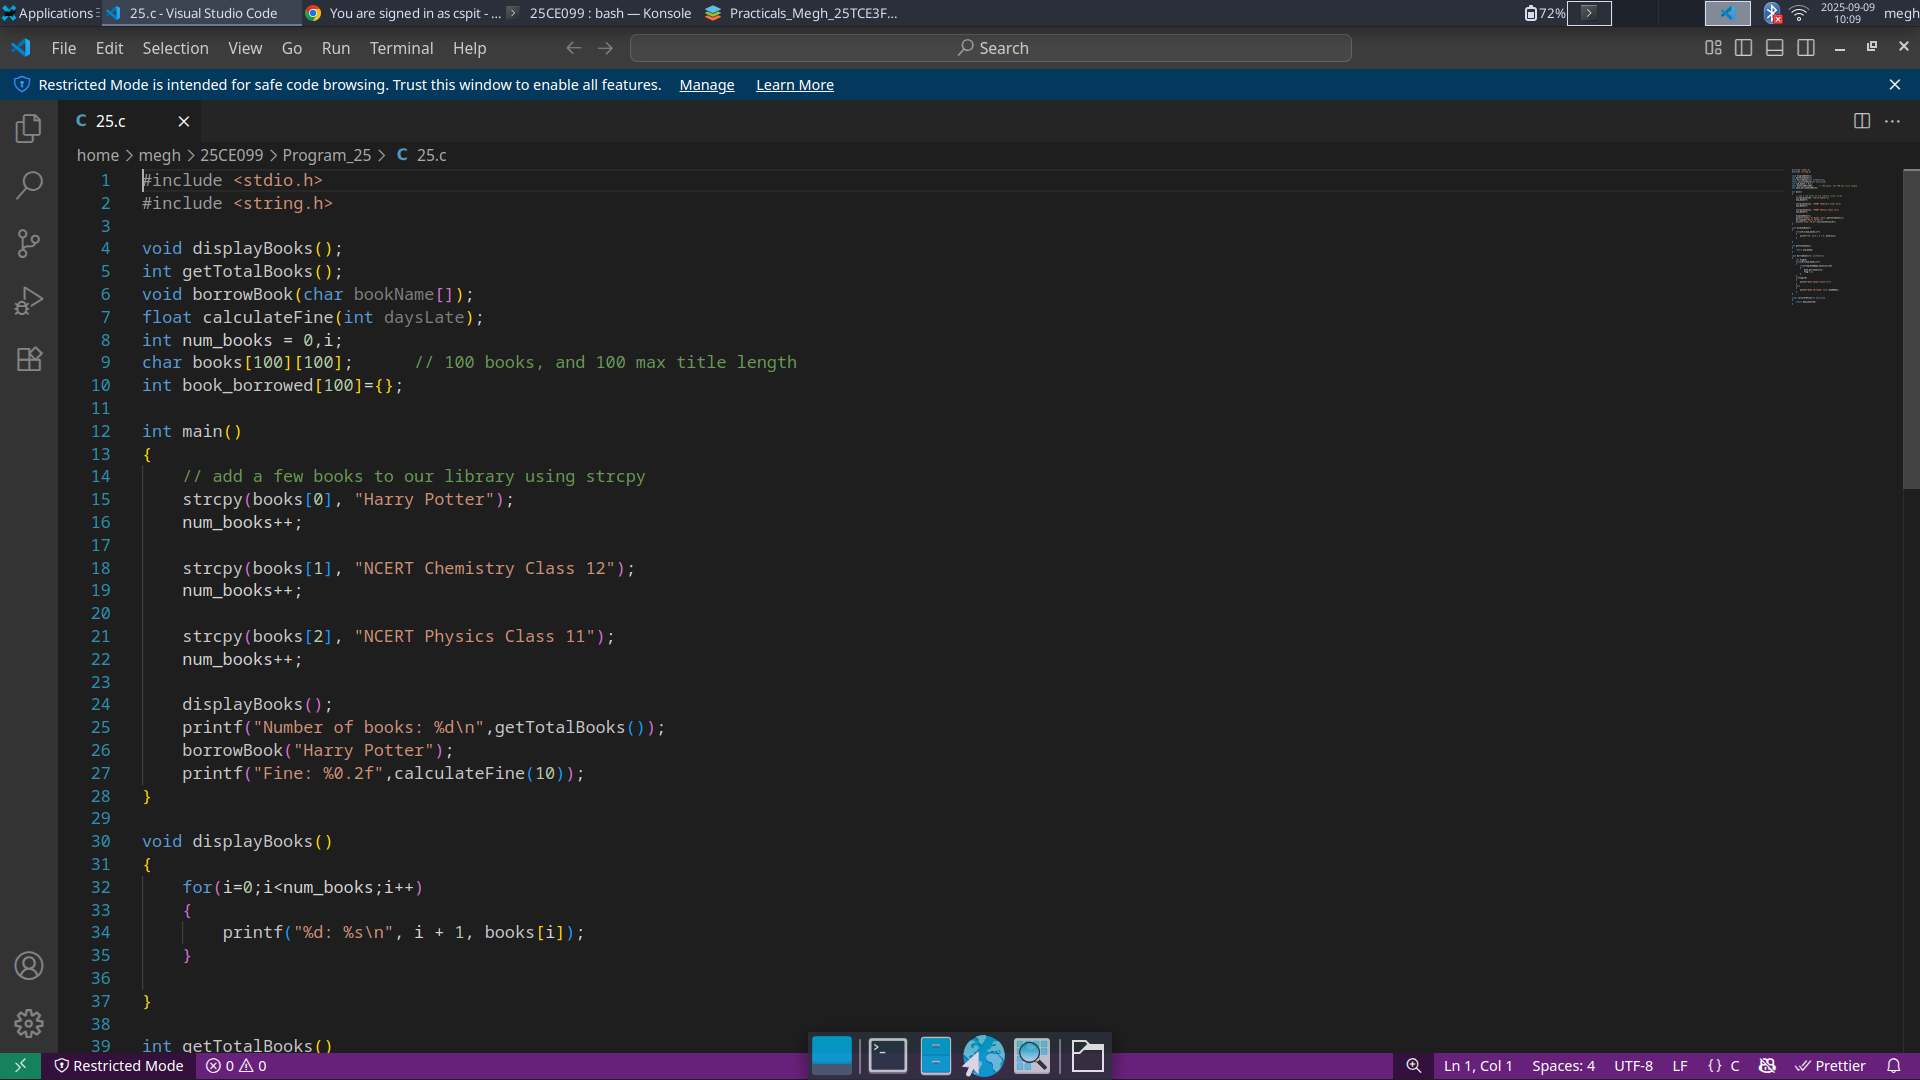 Applications 25.c - Visual Studio Code You are signed in as cspit - ... 25CE099 : bash — Konsole Practicals_Megh_25TCE3F... 72% 2025-09-09 10:09 megh
File Edit Selection View Go Run Terminal Help Search
Restricted Mode is intended for safe code browsing. Trust this window to enable all features. Manage Learn More
C 25.c
home > megh > 25CE099 > Program_25 > C 25.c
1 #include <stdio.h>
2 #include <string.h>
3
4 void displayBooks();
5 int getTotalBooks();
6 void borrowBook(char bookName[]);
7 float calculateFine(int daysLate);
8 int num_books = 0,i;
9 char books[100][100];      // 100 books, and 100 max title length
10 int book_borrowed[100]={};
11
12 int main()
13 {
14     // add a few books to our library using strcpy
15     strcpy(books[0], "Harry Potter");
16     num_books++;
17
18     strcpy(books[1], "NCERT Chemistry Class 12");
19     num_books++;
20
21     strcpy(books[2], "NCERT Physics Class 11");
22     num_books++;
23
24     displayBooks();
25     printf("Number of books: %d\n",getTotalBooks());
26     borrowBook("Harry Potter");
27     printf("Fine: %0.2f",calculateFine(10));
28 }
29
30 void displayBooks()
31 {
32     for(i=0;i<num_books;i++)
33     {
34         printf("%d: %s\n", i + 1, books[i]);
35     }
36
37 }
38
39 int getTotalBooks()
Restricted Mode 0 0 Ln 1, Col 1 Spaces: 4 UTF-8 LF {} C Prettier